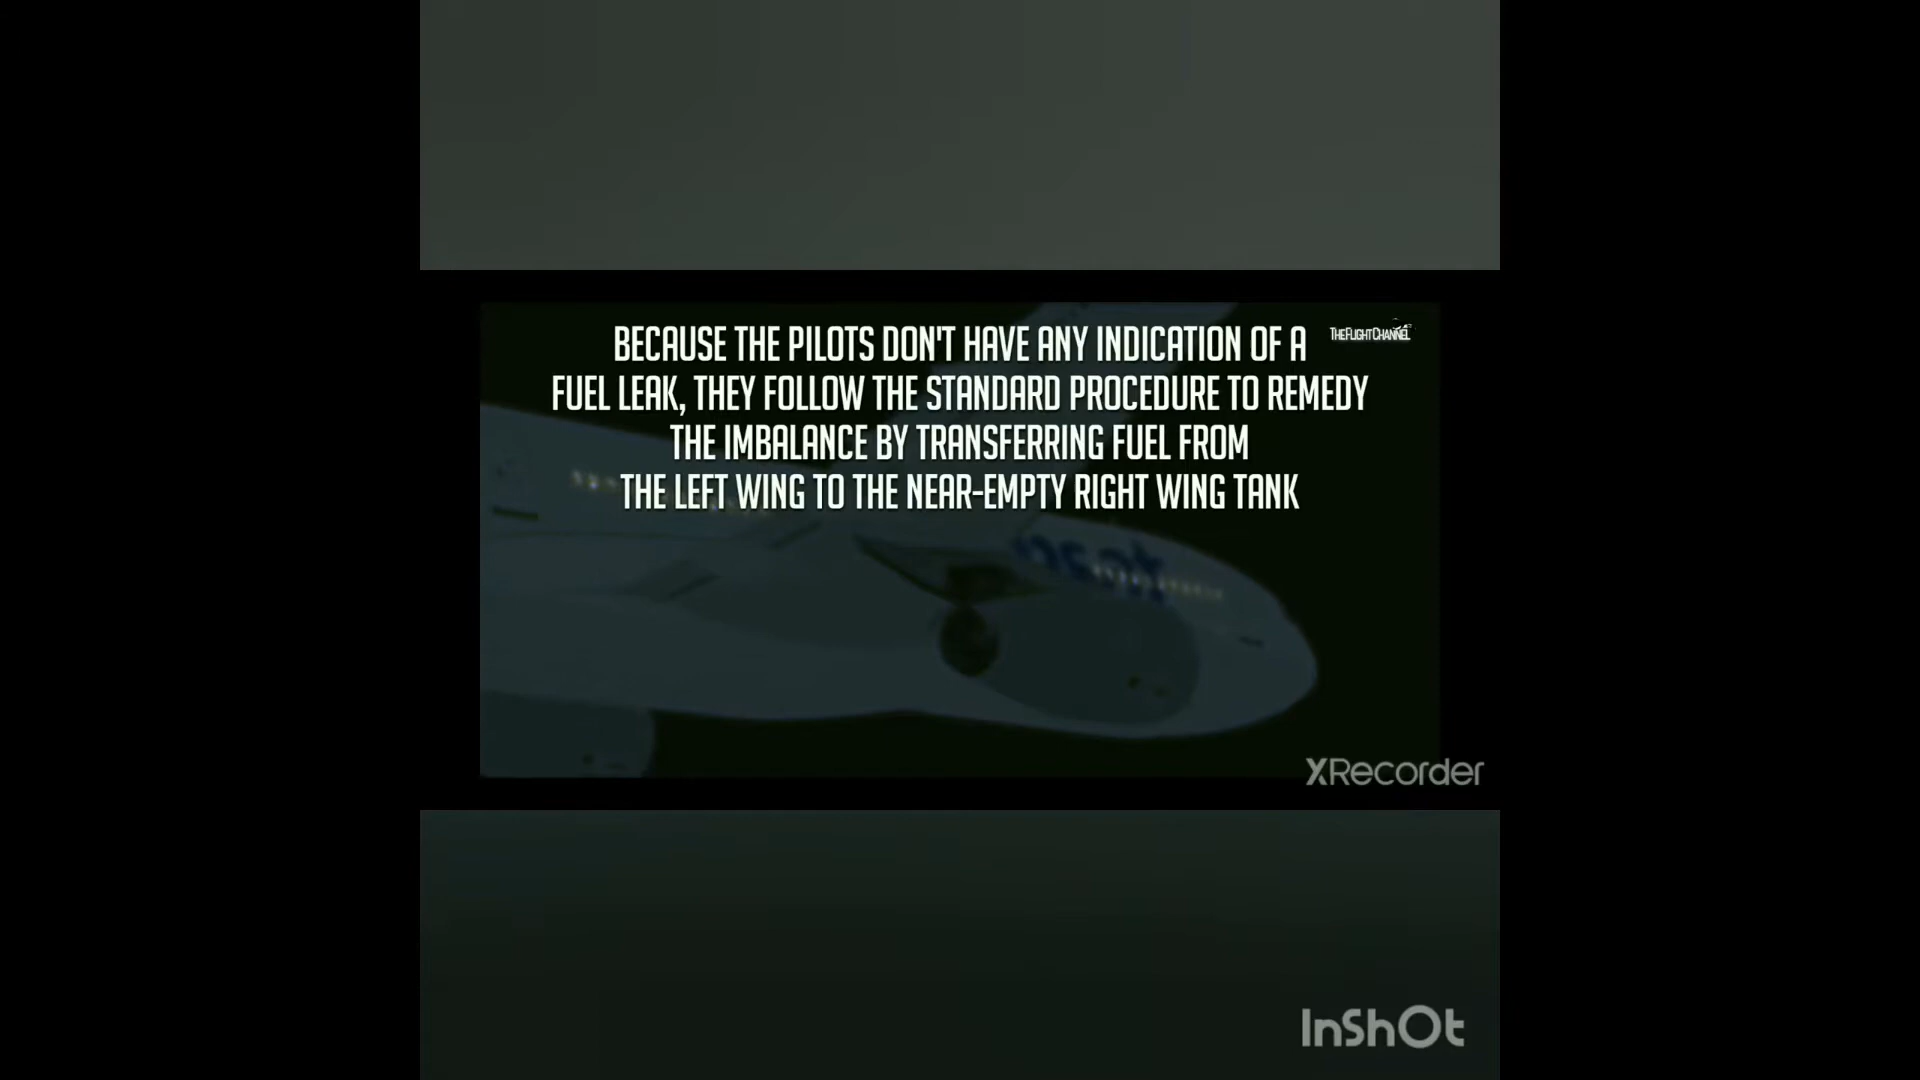 BECAUSE THE PILOTS DON'T HAVE ANY INDICATION OF A
FUEL LEAK, THEY FOLLOW THE STANDARD PROCEDURE TO REMEDY
THE IMBALANCE BY TRANSFERRING FUEL FROM
THE LEFT WING TO THE NEAR-EMPTY RIGHT WING TANK
THEFLIGHTCHANNEL
XRecorder
InShOt